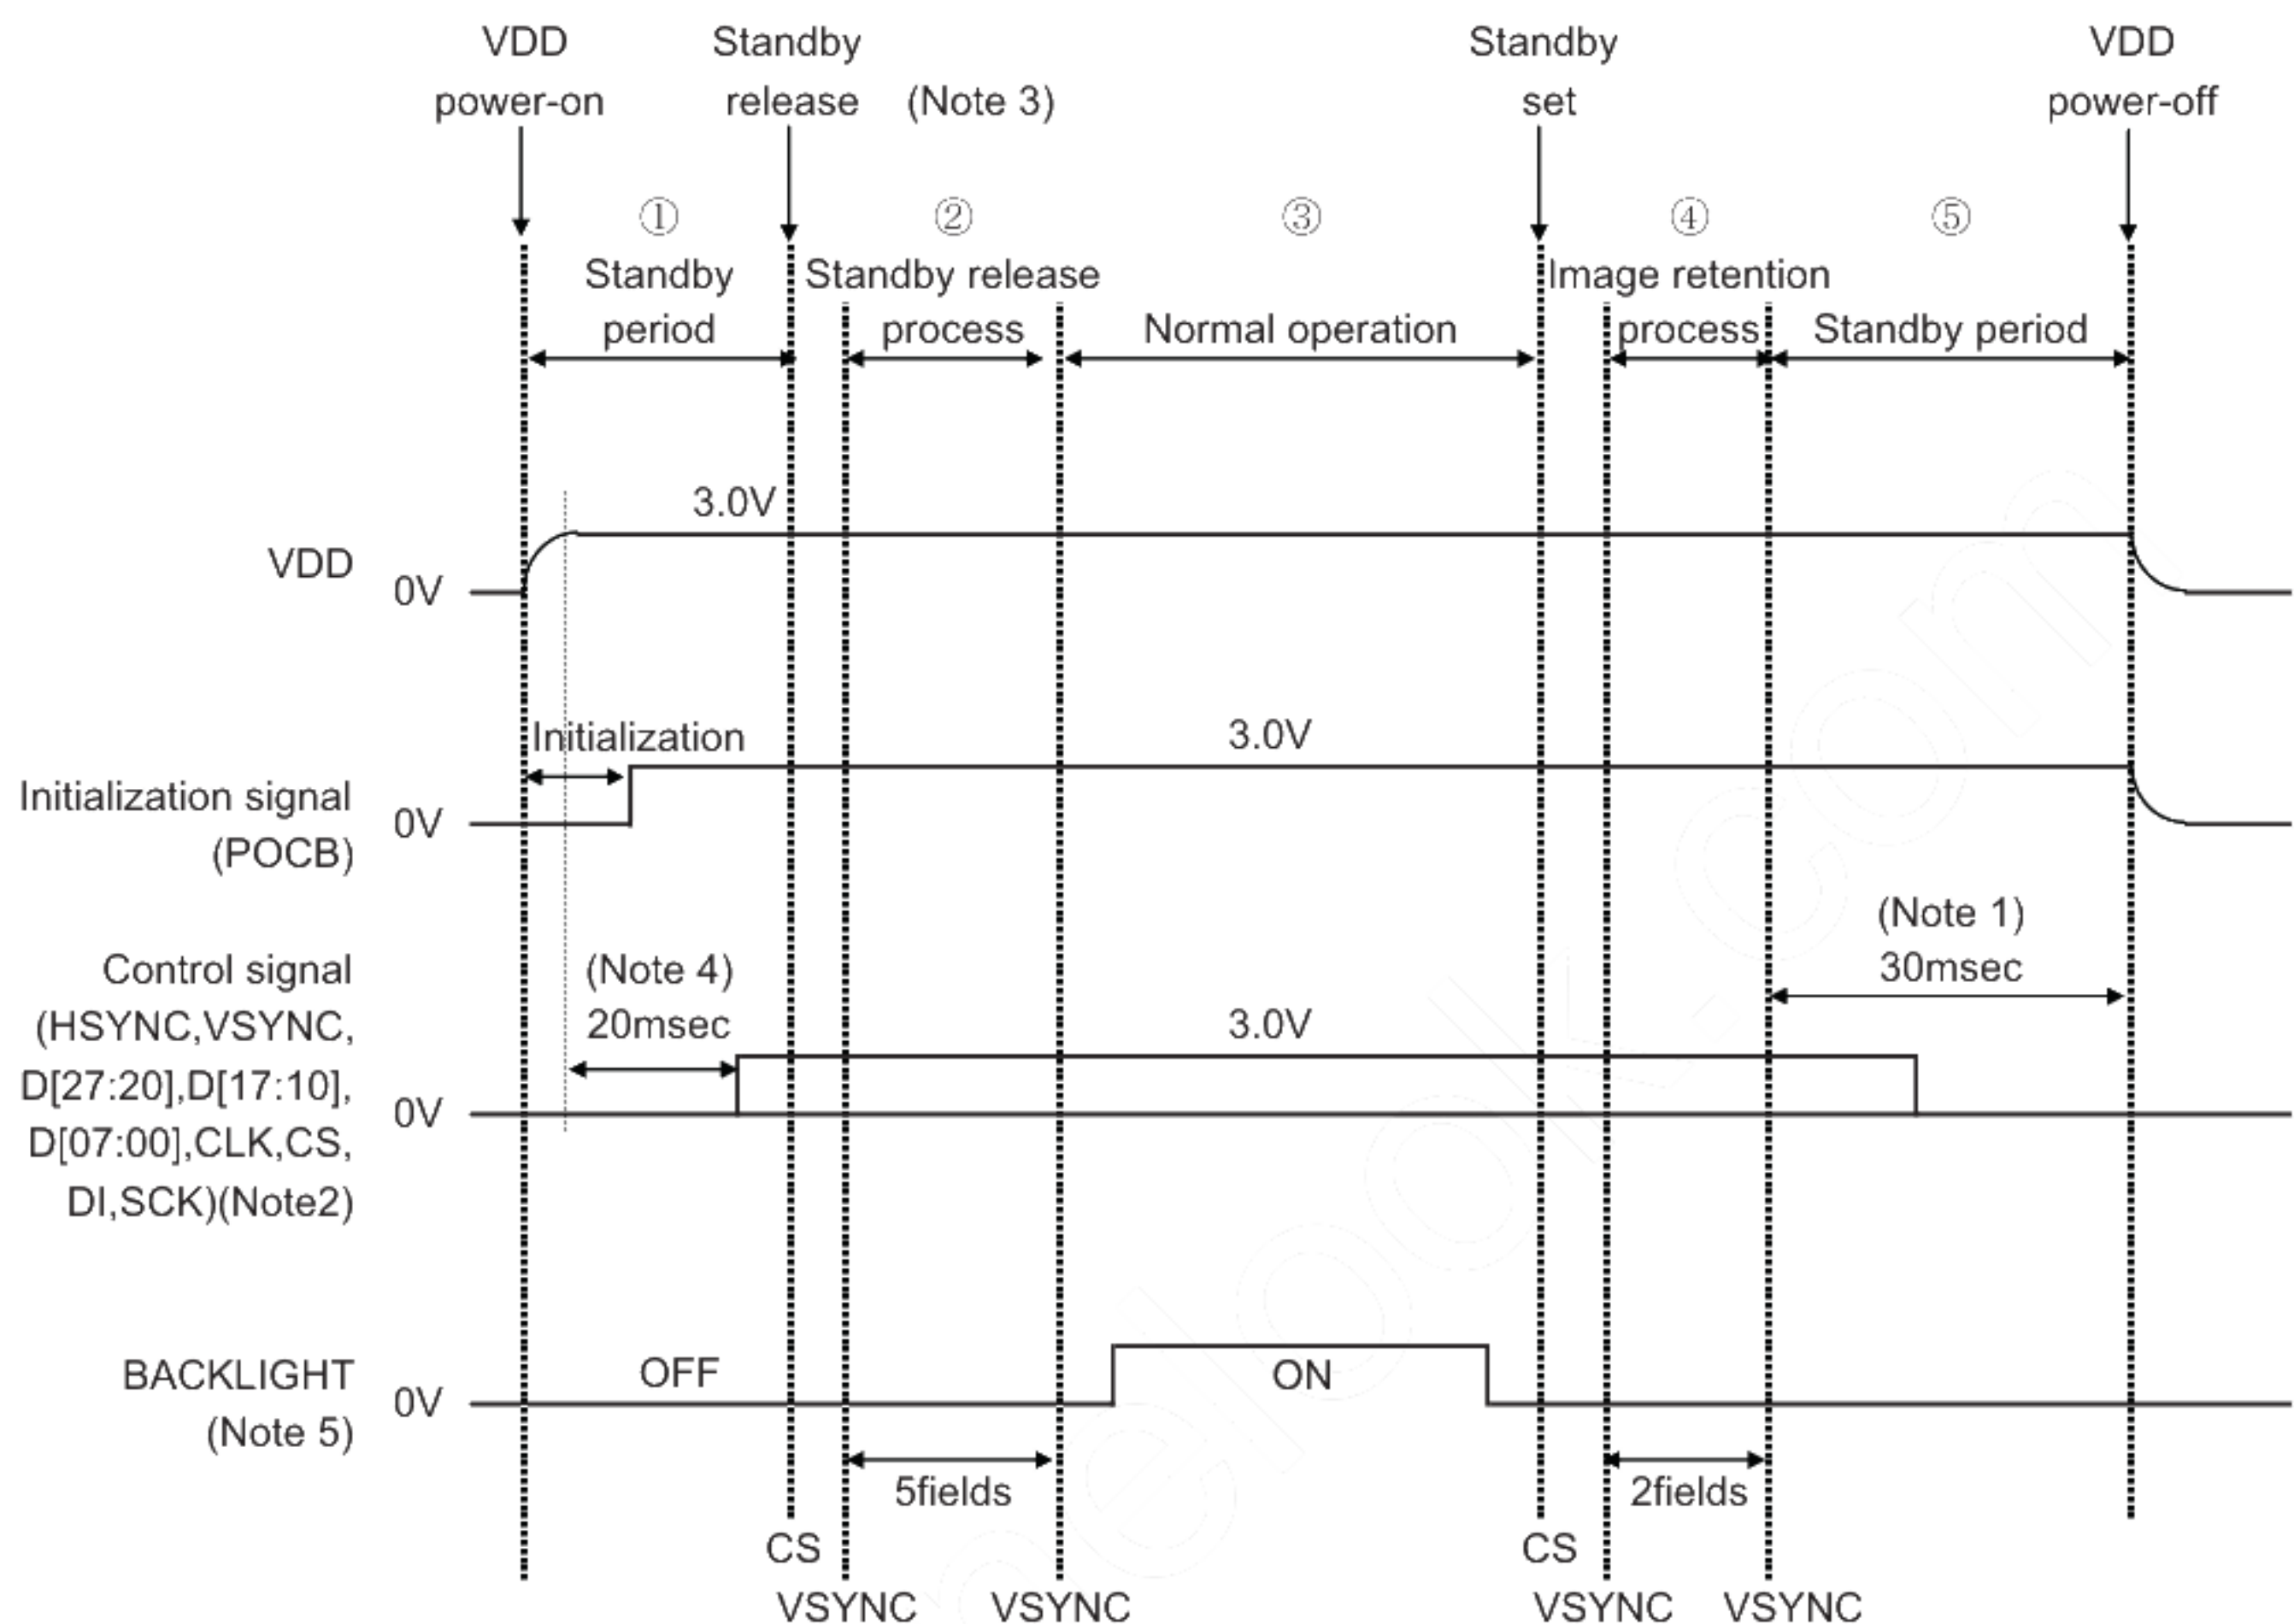 VDD
power-on
Standby
release
(Note 3)
Standby
set
VDD
power-off
①
②
③
④
⑤
Standby
period
Standby release
process
Normal operation
Image retention
process
Standby period
3.0V
VDD
0V
Initialization
3.0V
Initialization signal
(POCB)
0V
(Note 1)
30msec
Control signal
(HSYNC,VSYNC,
D[27:20],D[17:10],
D[07:00],CLK,CS,
DI,SCK)(Note2)
(Note 4)
20msec
3.0V
0V
BACKLIGHT
(Note 5)
0V
OFF
ON
5fields
2fields
CS
CS
VSYNC
VSYNC
VSYNC
VSYNC